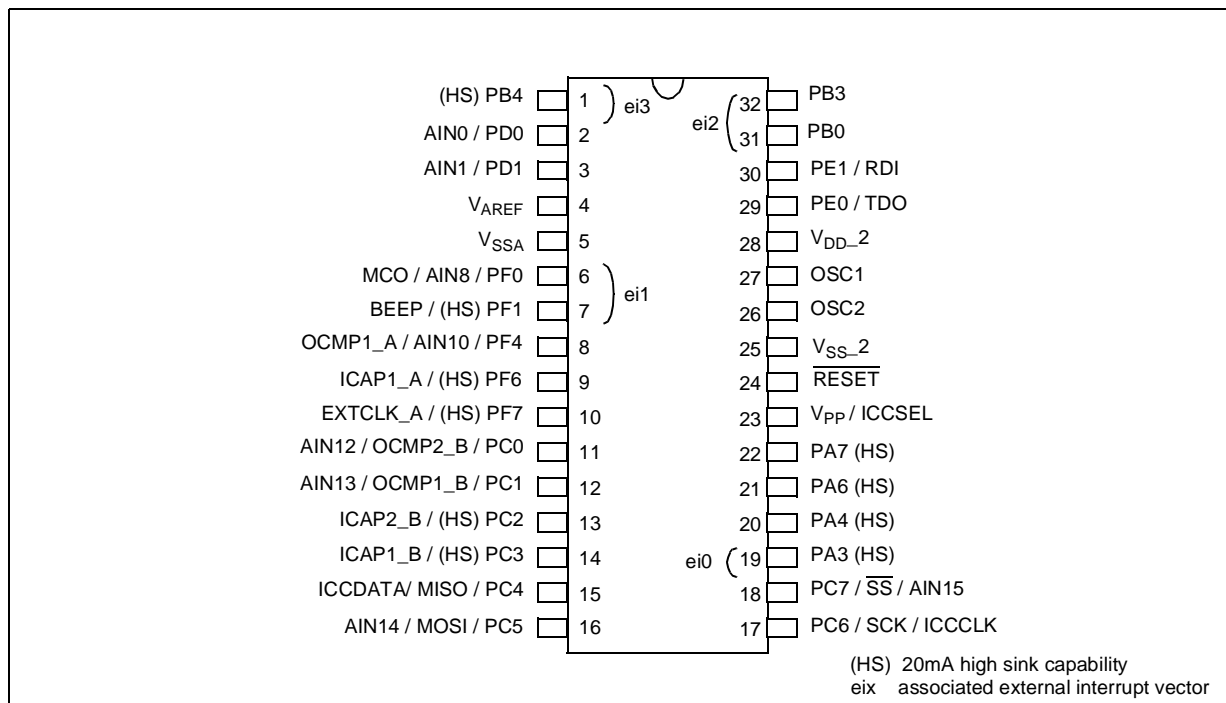 (HS) PB4 1 ei3 ei2 32 PB3
AIN0 / PD0 2 31 PB0
AIN1 / PD1 3 30 PE1 / RDI
VAREF 4 29 PE0 / TDO
VSSA 5 28 VDD_2
MCO / AIN8 / PF0 6 ei1 27 OSC1
BEEP / (HS) PF1 7 26 OSC2
OCMP1_A / AIN10 / PF4 8 25 VSS_2
ICAP1_A / (HS) PF6 9 24 RESET
EXTCLK_A / (HS) PF7 10 23 VPP / ICCSEL
AIN12 / OCMP2_B / PC0 11 22 PA7 (HS)
AIN13 / OCMP1_B / PC1 12 21 PA6 (HS)
ICAP2_B / (HS) PC2 13 20 PA4 (HS)
ICAP1_B / (HS) PC3 14 ei0 19 PA3 (HS)
ICCDATA/ MISO / PC4 15 18 PC7 / SS / AIN15
AIN14 / MOSI / PC5 16 17 PC6 / SCK / ICCCLK
(HS) 20mA high sink capability
eix associated external interrupt vector